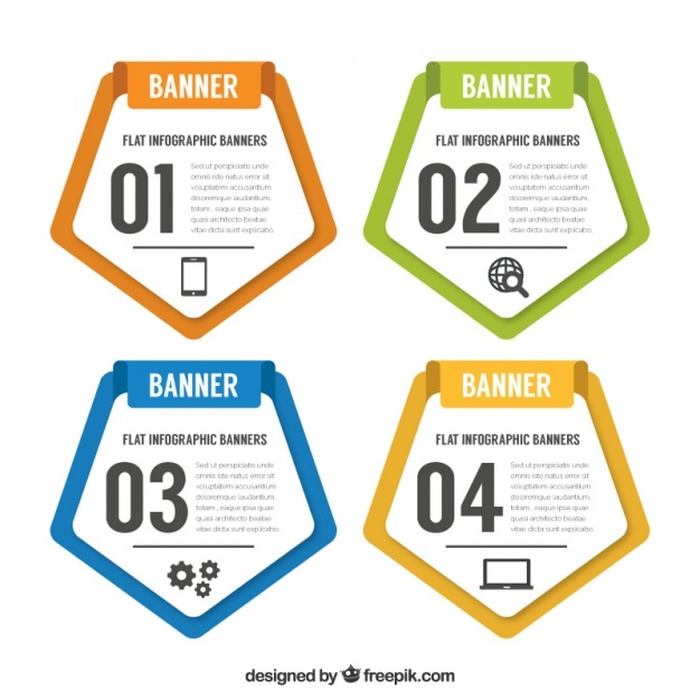 BANNER
FLAT INFOGRAPHIC BANNERS
01
Sed ut perspiciatis unde
omnis iste natus error sit
voluptatem accusantium
doloremque laudantium,
totam , eaque ipsa quae
quasi architecto beatae
vitae dicta sunt explicabo.
BANNER
FLAT INFOGRAPHIC BANNERS
02
Sed ut perspiciatis unde
omnis iste natus error sit
voluptatem accusantium
doloremque laudantium,
totam , eaque ipsa quae
quasi architecto beatae
vitae dicta sunt explicabo.
BANNER
FLAT INFOGRAPHIC BANNERS
03
Sed ut perspiciatis unde
omnis iste natus error sit
voluptatem accusantium
doloremque laudantium,
totam , eaque ipsa quae
quasi architecto beatae
vitae dicta sunt explicabo.
BANNER
FLAT INFOGRAPHIC BANNERS
04
Sed ut perspiciatis unde
omnis iste natus error sit
voluptatem accusantium
doloremque laudantium,
totam , eaque ipsa quae
quasi architecto beatae
vitae dicta sunt explicabo.
designed by freepik.com